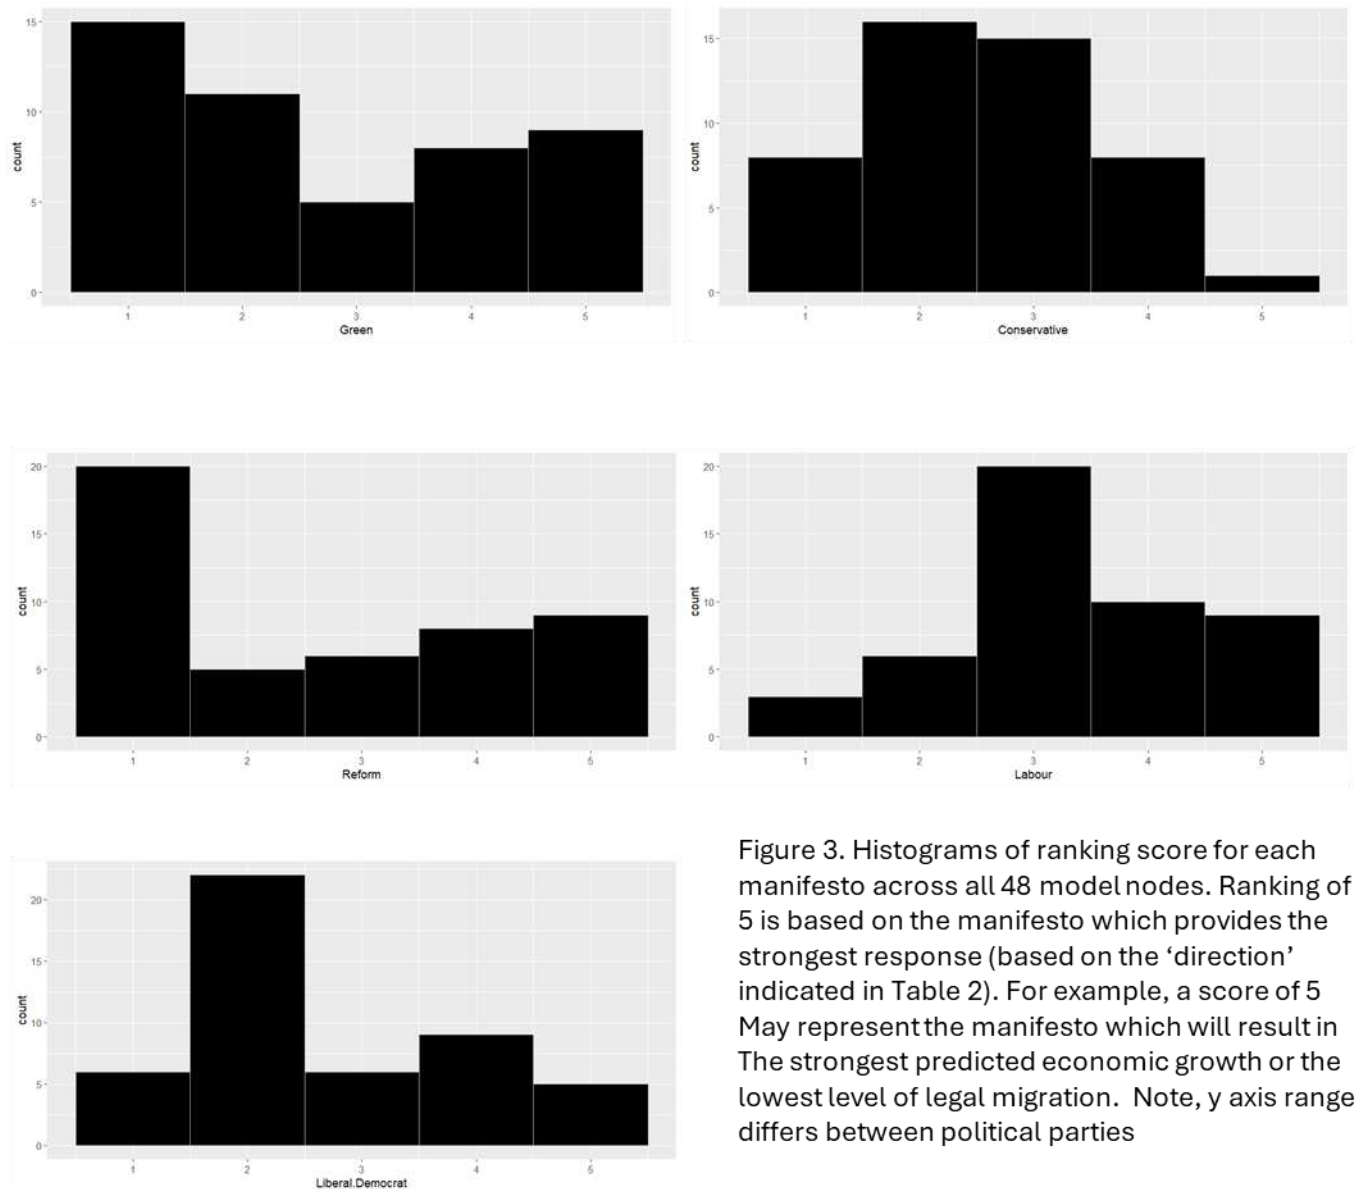 15
10
5
0
count
1 2 3 4 5
Green
15
10
5
0
count
1 2 3 4 5
Conservative
20
15
10
5
0
count
1 2 3 4 5
Reform
20
15
10
5
0
count
1 2 3 4 5
Labour
20
15
10
5
0
count
1 2 3 4 5
Liberal.Democrat
Figure 3. Histograms of ranking score for each
manifesto across all 48 model nodes. Ranking of
5 is based on the manifesto which provides the
strongest response (based on the ‘direction’
indicated in Table 2). For example, a score of 5
May represent the manifesto which will result in
The strongest predicted economic growth or the
lowest level of legal migration. Note, y axis range
differs between political parties